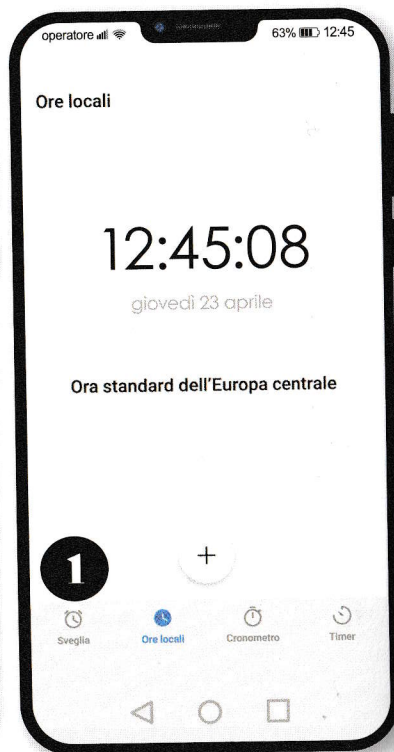 operatore 63% 12:45
Ore locali
12:45:08
giovedì 23 aprile
Ora standard dell'Europa centrale
+
1
Sveglia Ore locali Cronometro Timer